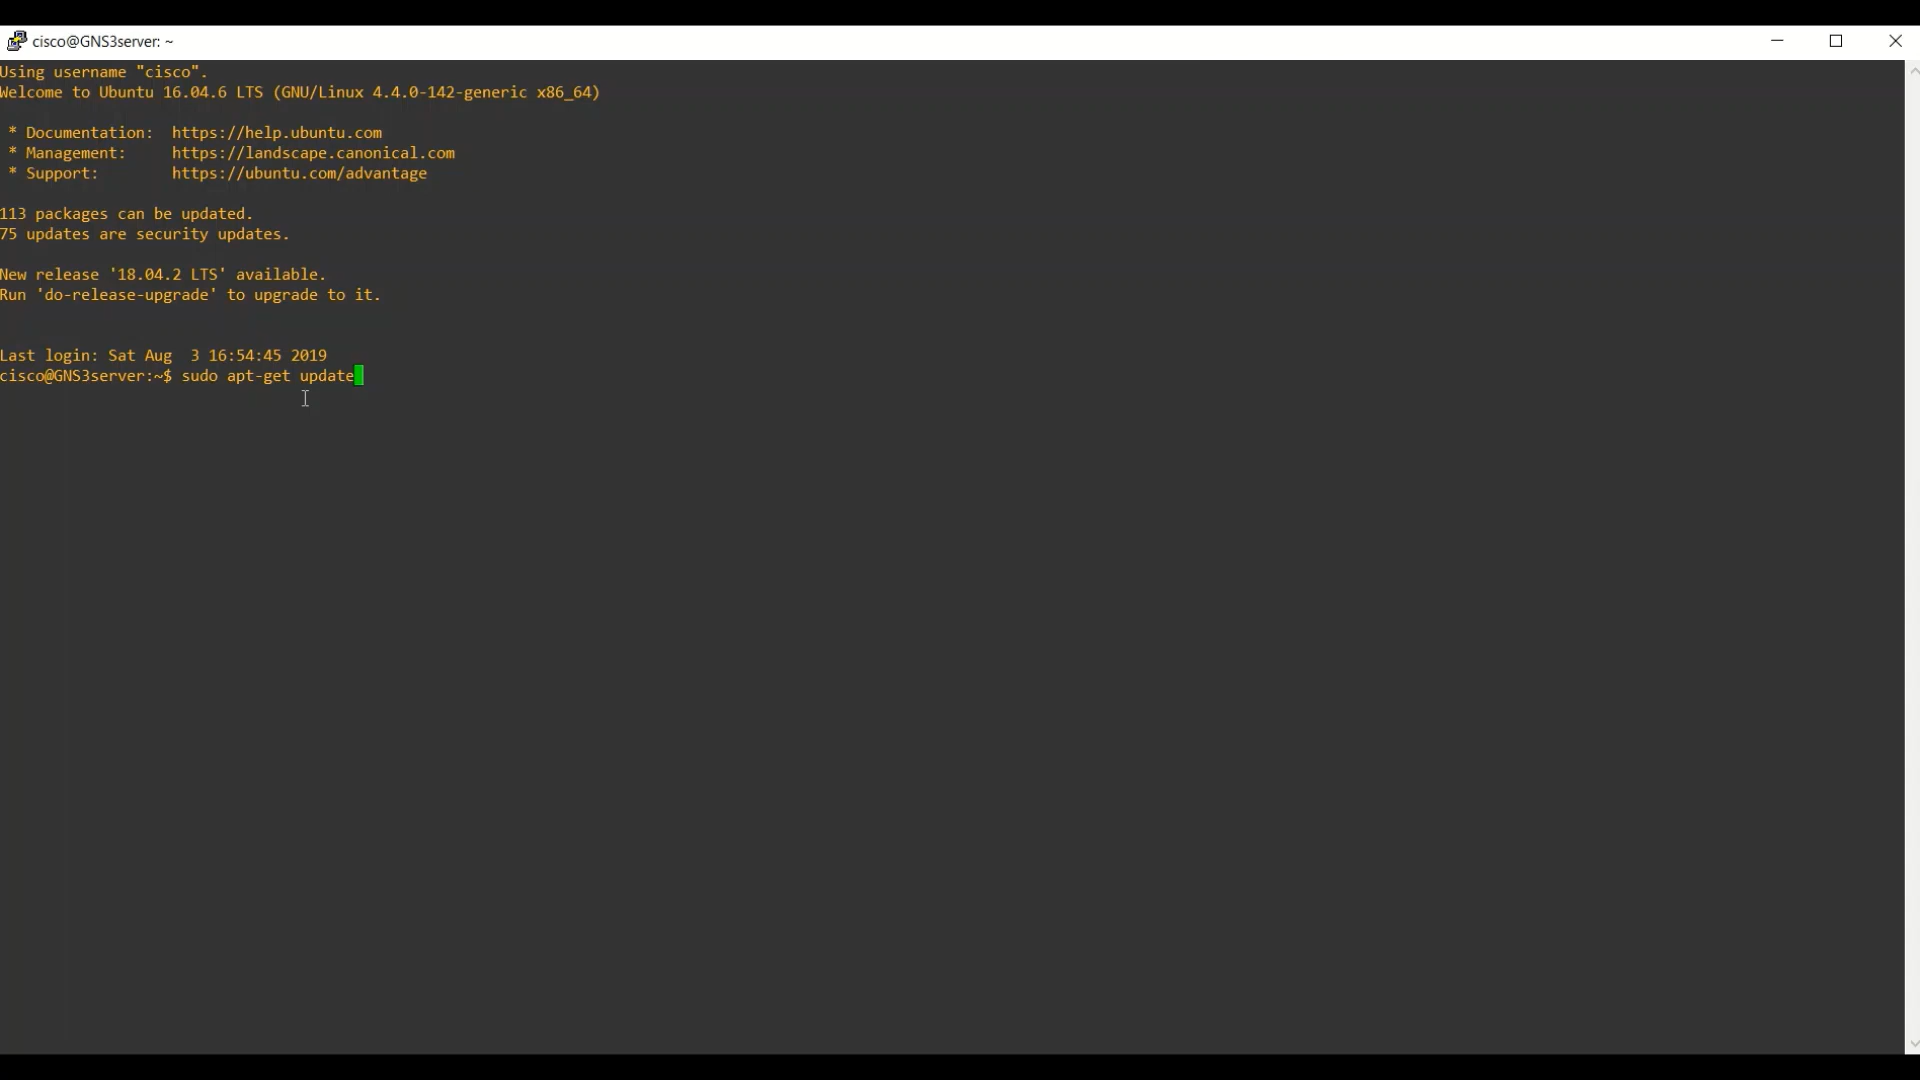 cisco@GNS3server: ~
Using username "cisco".
Welcome to Ubuntu 16.04.6 LTS (GNU/Linux 4.4.0-142-generic x86_64)
* Documentation:  https://help.ubuntu.com
* Management:     https://landscape.canonical.com
* Support:        https://ubuntu.com/advantage
113 packages can be updated.
75 updates are security updates.
New release '18.04.2 LTS' available.
Run 'do-release-upgrade' to upgrade to it.
Last login: Sat Aug  3 16:54:45 2019
cisco@GNS3server:~$ sudo apt-get update